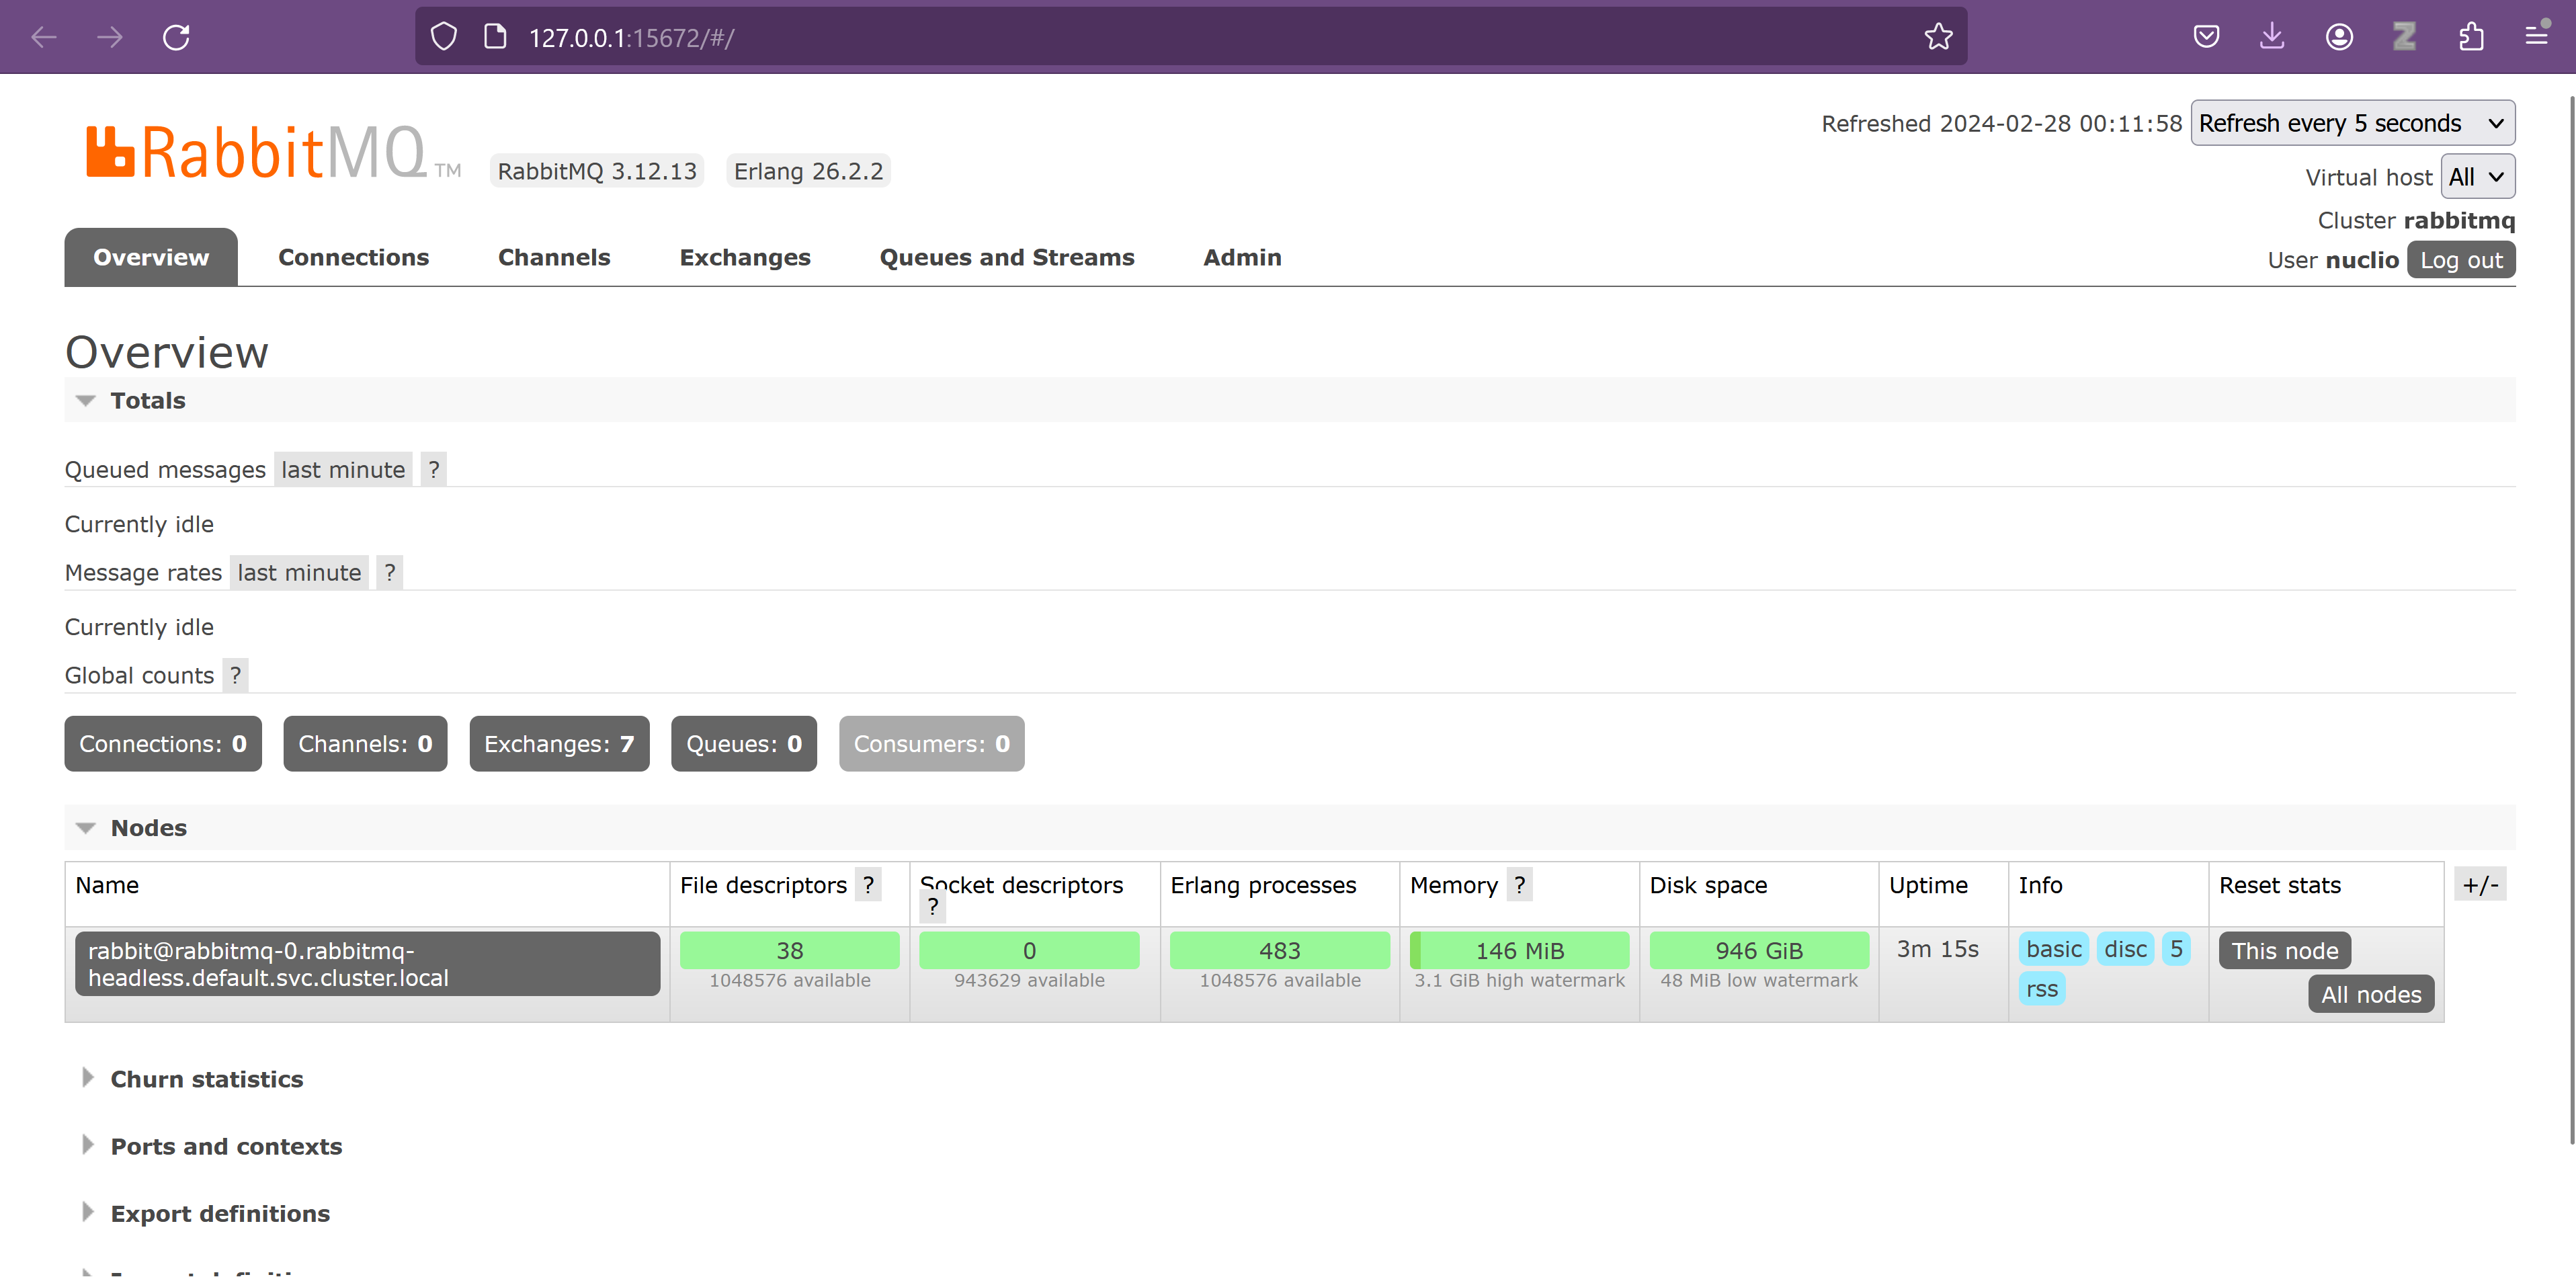 127.0.0.1:15672/#/
RabbitMQ TM
RabbitMQ 3.12.13 Erlang 26.2.2
Refreshed 2024-02-28 00:11:58 Refresh every 5 seconds
Virtual host All
Cluster rabbitmq
User nuclio Log out
Overview Connections Channels Exchanges Queues and Streams Admin
Overview
Totals
Queued messages last minute ?
Currently idle
Message rates last minute ?
Currently idle
Global counts ?
Connections: 0 Channels: 0 Exchanges: 7 Queues: 0 Consumers: 0
Nodes
Name File descriptors ? Socket descriptors ? Erlang processes Memory ? Disk space Uptime Info Reset stats +/-
rabbit@rabbitmq-0.rabbitmq-
headless.default.svc.cluster.local
38
1048576 available
0
943629 available
483
1048576 available
146 MiB
3.1 GiB high watermark
946 GiB
48 MiB low watermark
3m 15s
basic disc 5
rss
This node
All nodes
Churn statistics
Ports and contexts
Export definitions